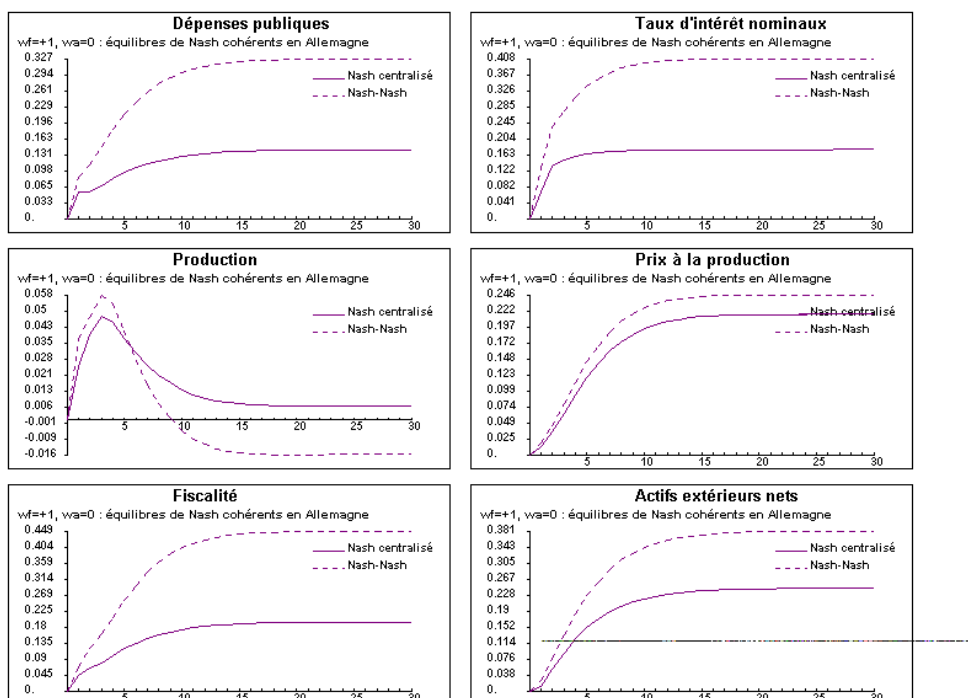 Dépenses publiques
wf=+1, wa=0 : équilibres de Nash cohérents en Allemagne
0.327
0.294
0.261
0.229
0.196
0.163
0.131
0.098
0.065
0.033
0.
Nash centralisé
Nash-Nash
5 10 15 20 25 30
Taux d'intérêt nominaux
wf=+1, wa=0 : équilibres de Nash cohérents en Allemagne
0.408
0.367
0.326
0.285
0.245
0.204
0.163
0.122
0.082
0.041
0.
Nash centralisé
Nash-Nash
5 10 15 20 25 30
Production
wf=+1, wa=0 : équilibres de Nash cohérents en Allemagne
0.058
0.05
0.043
0.035
0.028
0.021
0.013
0.006
-0.001
-0.009
-0.016
Nash centralisé
Nash-Nash
5 10 15 20 25 30
Prix à la production
wf=+1, wa=0 : équilibres de Nash cohérents en Allemagne
0.246
0.222
0.197
0.172
0.148
0.123
0.099
0.074
0.049
0.025
0.
Nash centralisé
Nash-Nash
5 10 15 20 25 30
Fiscalité
wf=+1, wa=0 : équilibres de Nash cohérents en Allemagne
0.449
0.404
0.359
0.314
0.269
0.225
0.18
0.135
0.09
0.045
0.
Nash centralisé
Nash-Nash
5 10 15 20 25 30
Actifs extérieurs nets
wf=+1, wa=0 : équilibres de Nash cohérents en Allemagne
0.381
0.343
0.305
0.267
0.228
0.19
0.152
0.114
0.076
0.038
0.
Nash centralisé
Nash-Nash
5 10 15 20 25 30